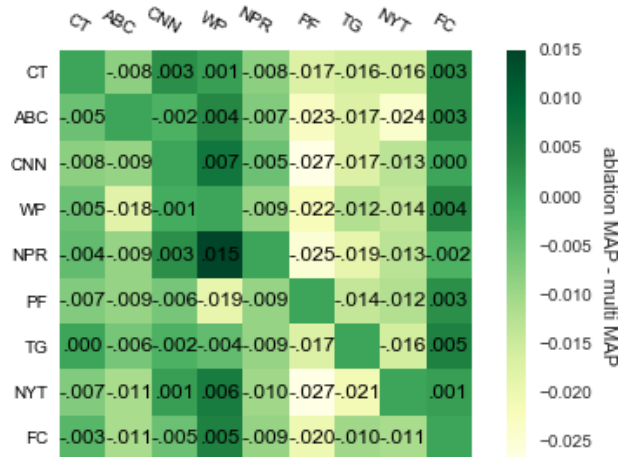 CT ABC CNN WP NPR PF TG NYT FC
CT -.008 .003 .001 -.008 -.017 -.016 -.016 .003
ABC -.005 -.002 .004 -.007 -.023 -.017 -.024 .003
CNN -.008 -.009 .007 -.005 -.027 -.017 -.013 .000
WP -.005 -.018 -.001 -.009 -.022 -.012 -.014 .004
NPR -.004 -.009 .003 .015 -.025 -.019 -.013 -.002
PF -.007 -.009 -.006 -.019 -.009 -.014 -.012 .003
TG .000 -.006 -.002 -.004 -.009 -.017 -.016 .005
NYT -.007 -.011 .001 .006 -.010 -.027 -.021 .001
FC -.003 -.011 -.005 .005 -.009 -.020 -.010 -.011
0.015
0.010
0.005
0.000
−0.005
−0.010
−0.015
−0.020
−0.025
ablation MAP - multi MAP